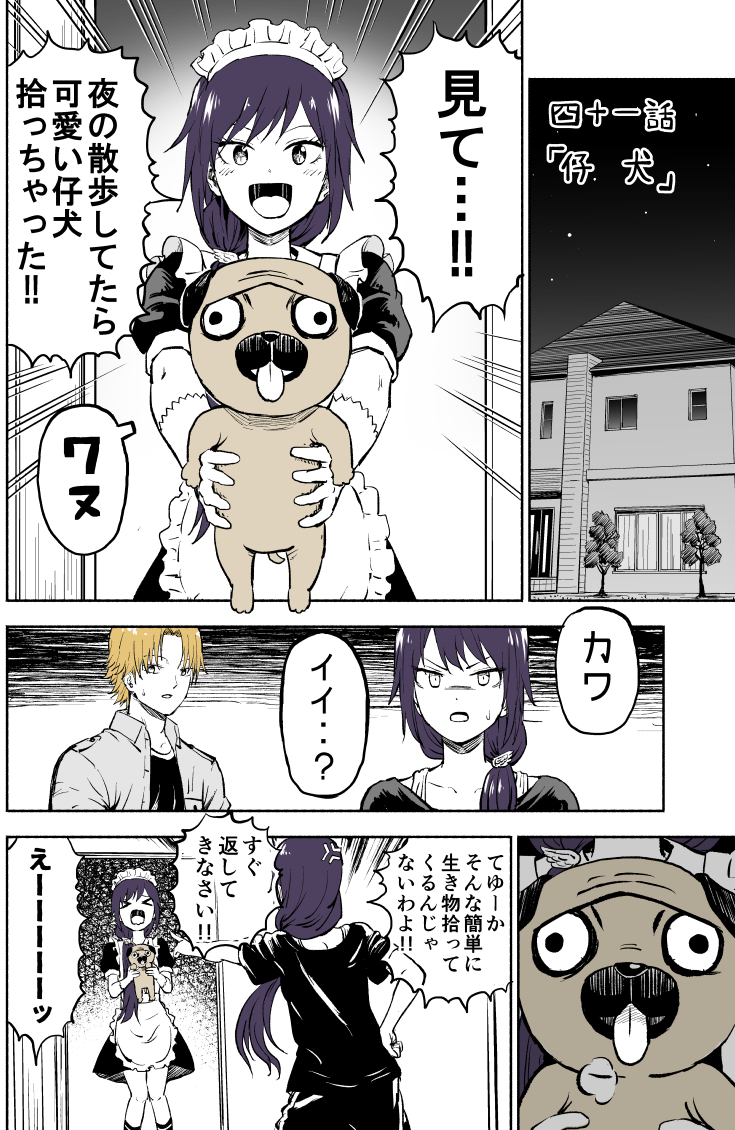 四十一話
「仔犬」
見て…!!
夜の散歩してたら
可愛い仔犬
拾っちゃった!!
ワヌ
カワ
イイ‥?
てゆーか
そんな簡単に
生き物拾って
くるんじゃ
ないわよ!!
すぐ
返して
きなさい!!
えーーーーーッ